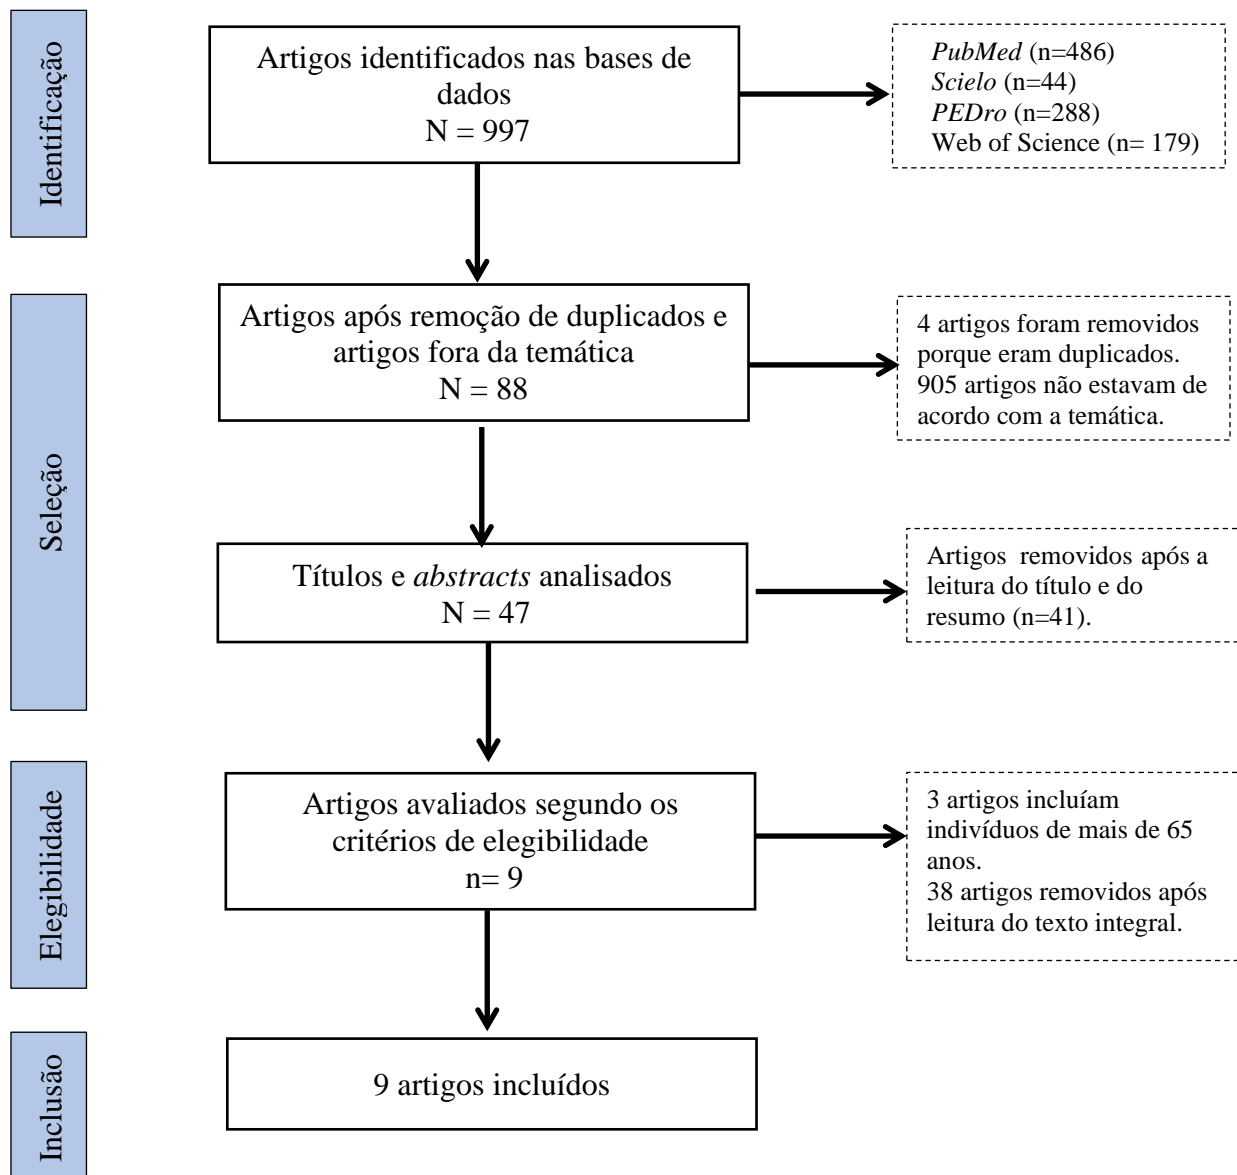 Identificação
Artigos identificados nas bases de
dados
N = 997
PubMed (n=486)
Scielo (n=44)
PEDro (n=288)
Web of Science (n= 179)
Seleção
Artigos após remoção de duplicados e
artigos fora da temática
N = 88
4 artigos foram removidos
porque eram duplicados.
905 artigos não estavam de
acordo com a temática.
Títulos e abstracts analisados
N = 47
Artigos  removidos após a
leitura do título e do
resumo (n=41).
Elegibilidade
Artigos avaliados segundo os
critérios de elegibilidade
n= 9
3 artigos incluíam
indivíduos de mais de 65
anos.
38 artigos removidos após
leitura do texto integral.
Inclusão
9 artigos incluídos